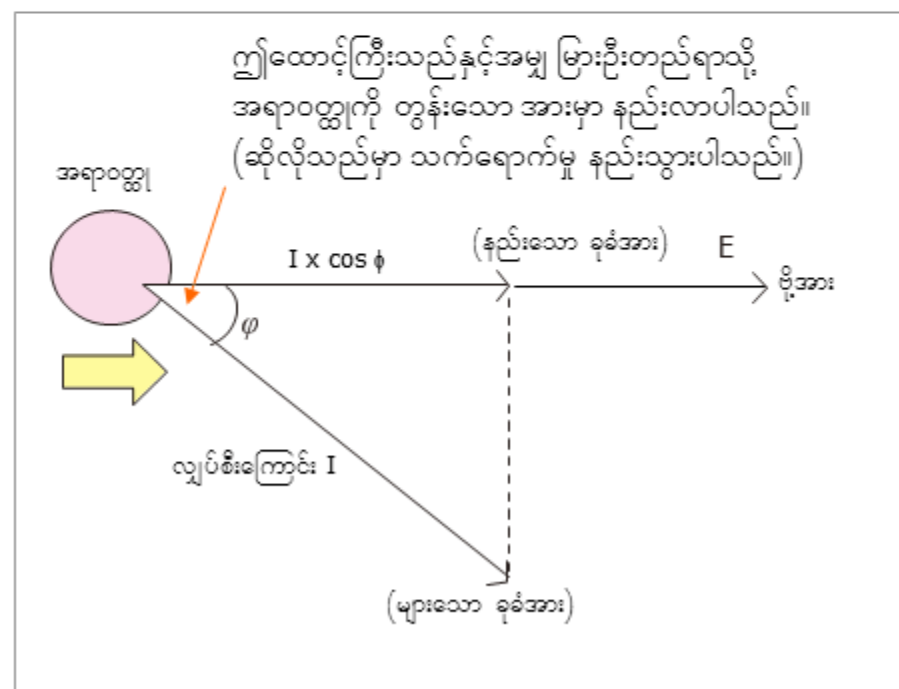 ဤထောင့်ကြီးသည်နှင့်အမျှ မြားဦးတည်ရာသို့
အရာဝတ္ထုကို တွန်းသော အားမှာ နည်းလာပါသည်။
(ဆိုလိုသည်မှာ သက်ရောက်မှု နည်းသွားပါသည်။)
အရာဝတ္ထု
(နည်းသော ခုခံအား)
I x cos ϕ
E
ဗို့အား
φ
လျှပ်စီးကြောင်း I
(များသော ခုခံအား)